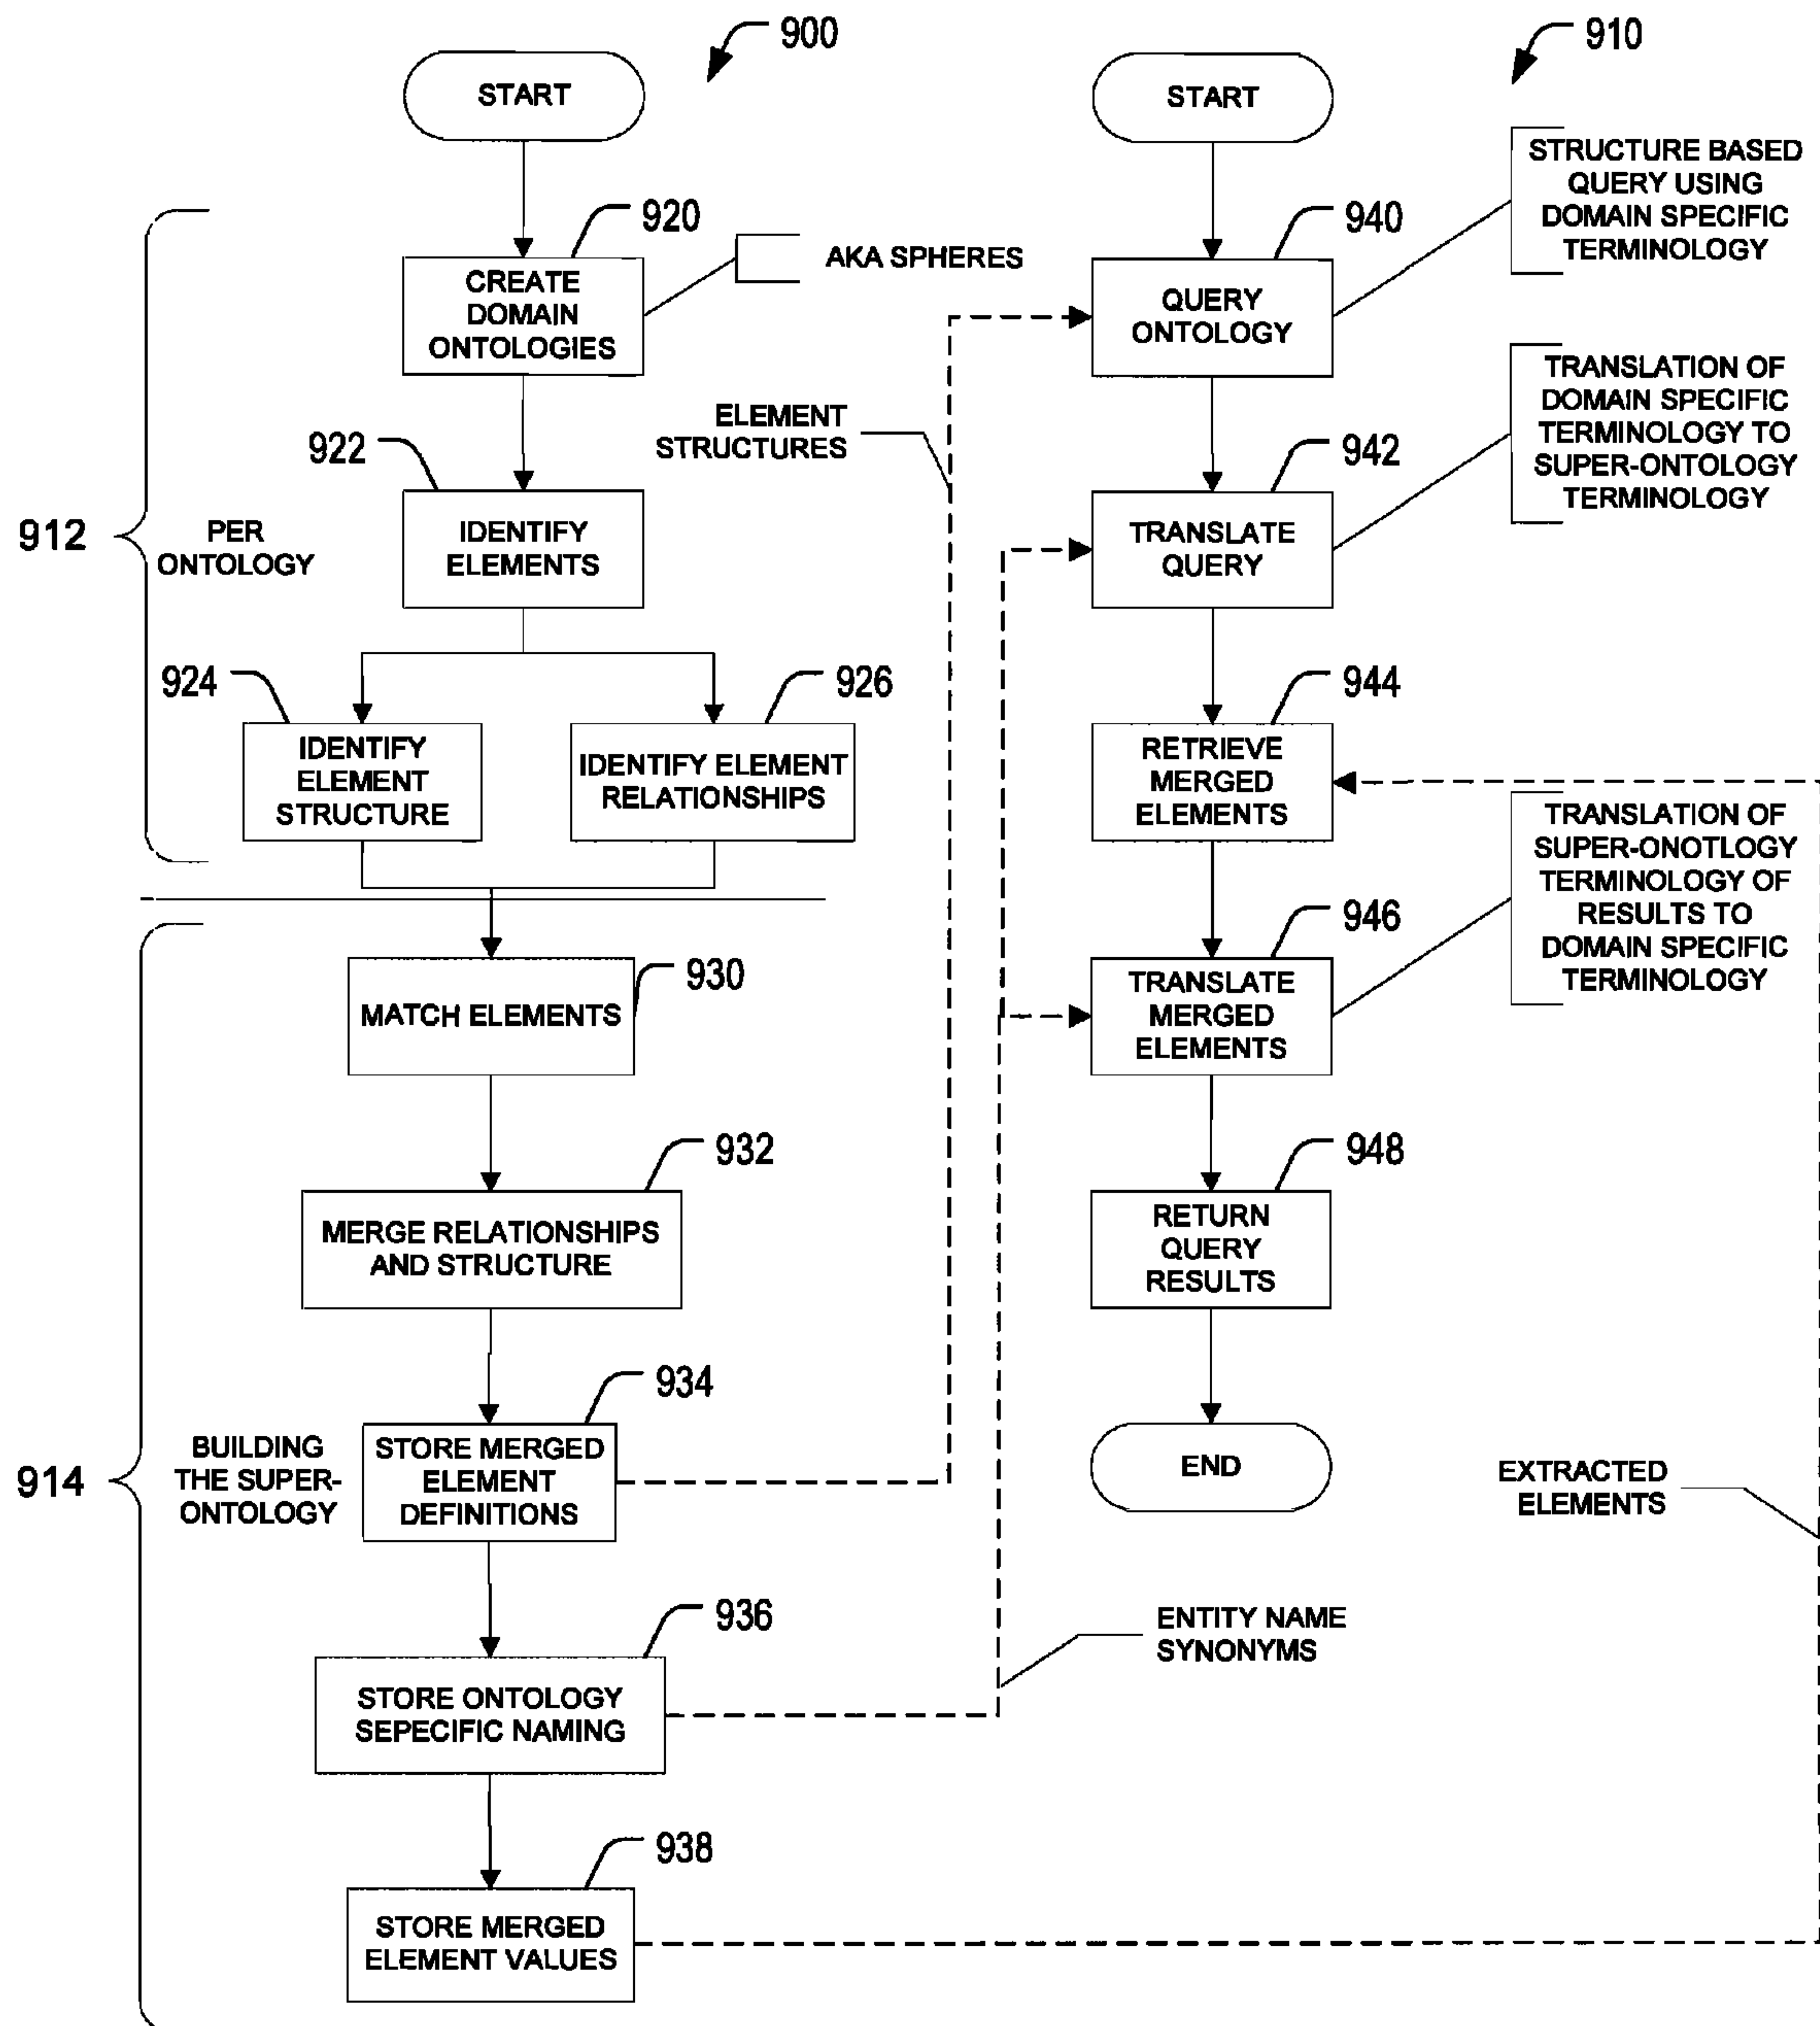 900
START
920
CREATE
DOMAIN
ONTOLOGIES
AKA SPHERES
912
PER
ONTOLOGY
922
IDENTIFY
ELEMENTS
ELEMENT
STRUCTURES
924
IDENTIFY
ELEMENT
STRUCTURE
926
IDENTIFY ELEMENT
RELATIONSHIPS
914
BUILDING
THE SUPER-
ONTOLOGY
930
MATCH ELEMENTS
932
MERGE RELATIONSHIPS
AND STRUCTURE
934
STORE MERGED
ELEMENT
DEFINITIONS
936
STORE ONTOLOGY
SEPECIFIC NAMING
938
STORE MERGED
ELEMENT VALUES
910
START
940
QUERY
ONTOLOGY
STRUCTURE BASED
QUERY USING
DOMAIN SPECIFIC
TERMINOLOGY
942
TRANSLATE
QUERY
TRANSLATION OF
DOMAIN SPECIFIC
TERMINOLOGY TO
SUPER-ONTOLOGY
TERMINOLOGY
944
RETRIEVE
MERGED
ELEMENTS
946
TRANSLATE
MERGED
ELEMENTS
TRANSLATION OF
SUPER-ONOTLOGY
TERMINOLOGY OF
RESULTS TO
DOMAIN SPECIFIC
TERMINOLOGY
948
RETURN
QUERY
RESULTS
END
EXTRACTED
ELEMENTS
ENTITY NAME
SYNONYMS